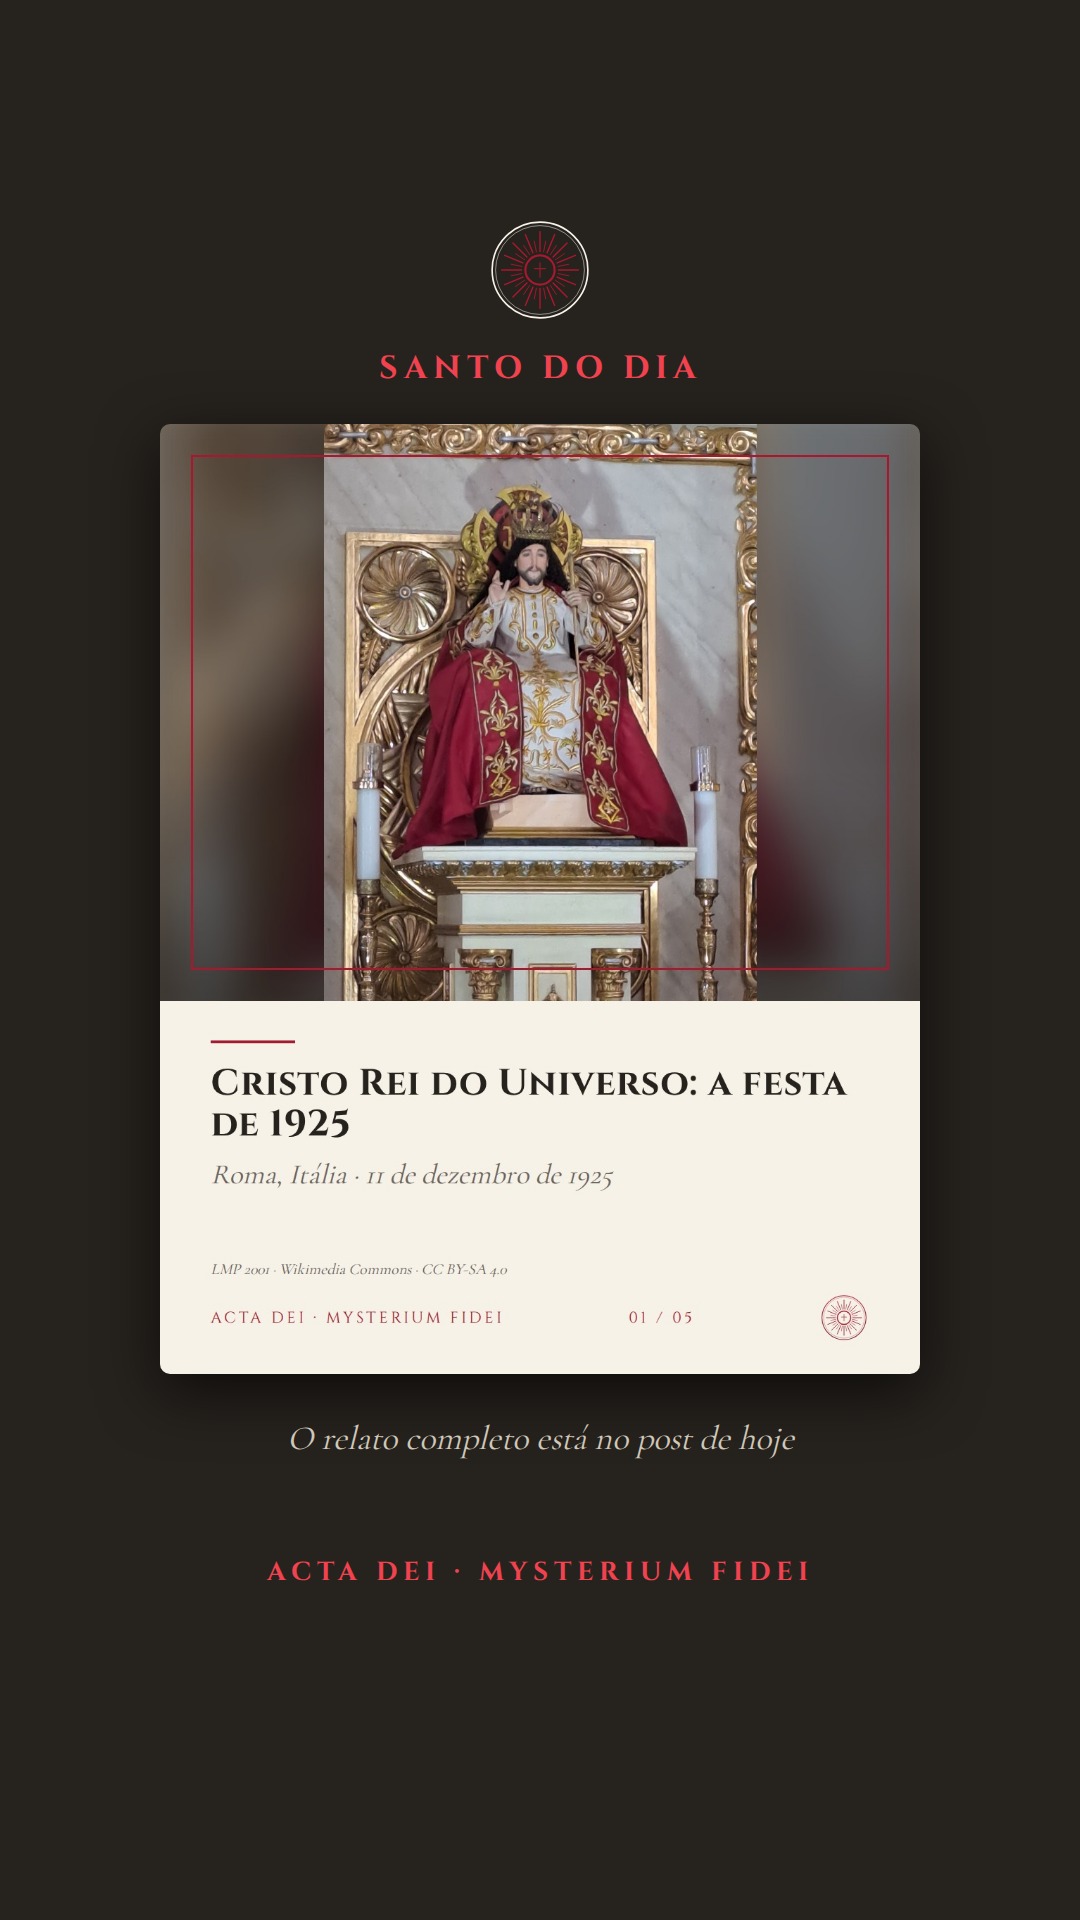 SANTO DO DIA
Cristo Rei do Universo: a festa
de 1925
Roma, Itália · 11 de dezembro de 1925
LMP 2001 · Wikimedia Commons · CC BY-SA 4.0
ACTA DEI · MYSTERIUM FIDEI 01 / 05
O relato completo está no post de hoje
ACTA DEI · MYSTERIUM FIDEI